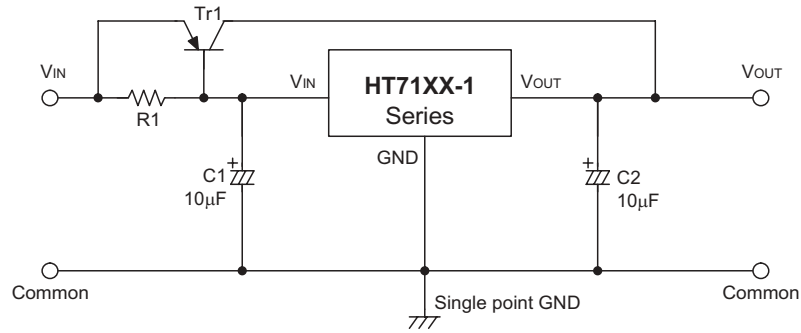 Tr1
VIN
R1
VIN
HT71XX-1
Series
VOUT
VOUT
GND
+
C1
10μF
+
C2
10μF
Common
Single point GND
Common